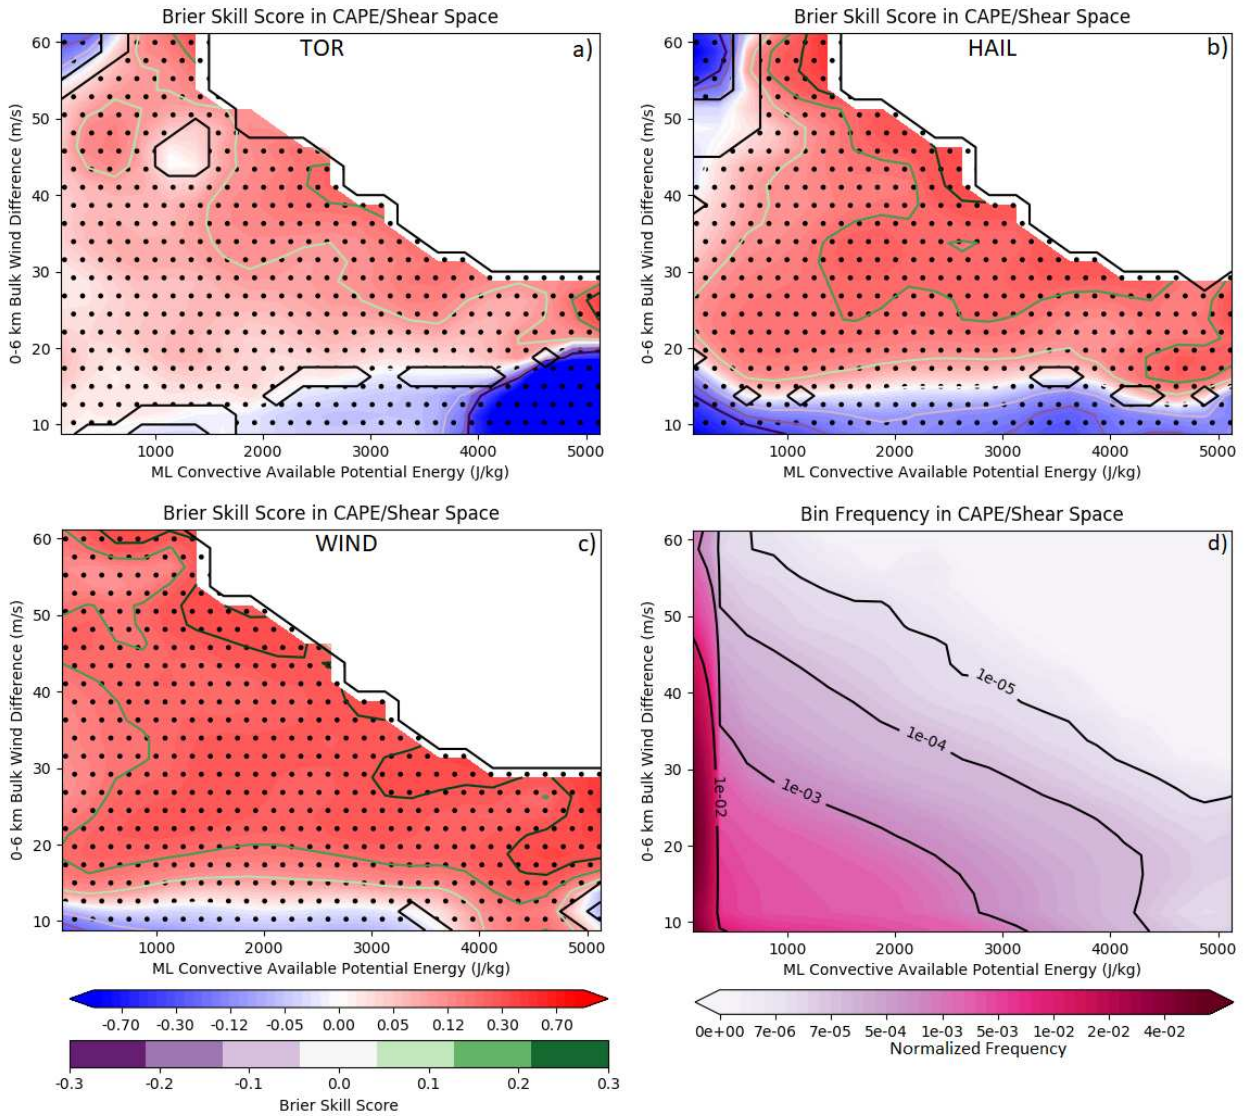 Brier Skill Score in CAPE/Shear Space
TOR
a)
60
50
40
30
20
10
0-6 km Bulk Wind Difference (m/s)
1000 2000 3000 4000 5000
ML Convective Available Potential Energy (J/kg)
Brier Skill Score in CAPE/Shear Space
HAIL
b)
60
50
40
30
20
10
0-6 km Bulk Wind Difference (m/s)
1000 2000 3000 4000 5000
ML Convective Available Potential Energy (J/kg)
Brier Skill Score in CAPE/Shear Space
WIND
c)
60
50
40
30
20
10
0-6 km Bulk Wind Difference (m/s)
1000 2000 3000 4000 5000
ML Convective Available Potential Energy (J/kg)
Bin Frequency in CAPE/Shear Space
d)
60
50
40
30
20
10
0-6 km Bulk Wind Difference (m/s)
1e-05
1e-04
1e-03
1e-02
1000 2000 3000 4000 5000
ML Convective Available Potential Energy (J/kg)
-0.70 -0.30 -0.12 -0.05 0.00 0.05 0.12 0.30 0.70
-0.3 -0.2 -0.1 0.0 0.1 0.2 0.3
Brier Skill Score
0e+00 7e-06 7e-05 5e-04 1e-03 5e-03 1e-02 2e-02 4e-02
Normalized Frequency